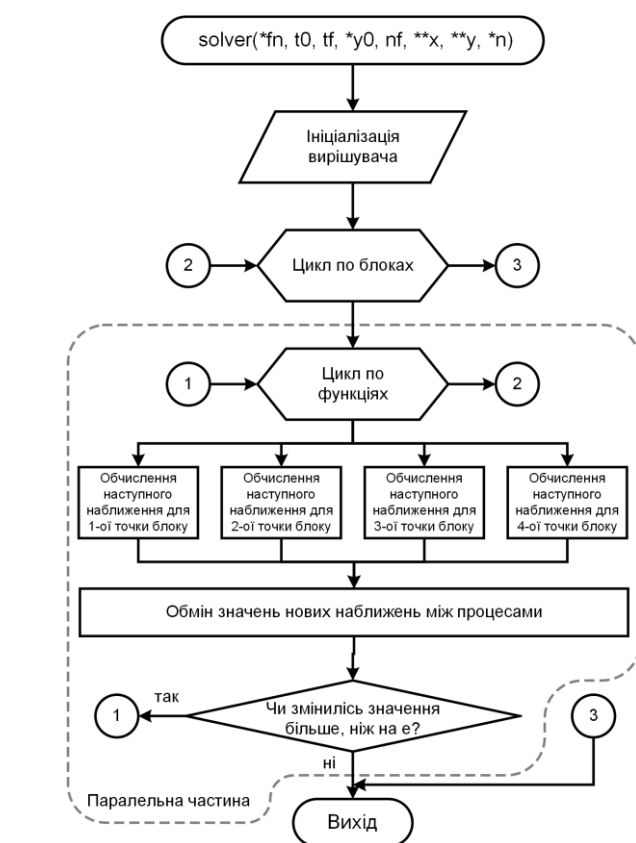 solver(*fn, t0, tf, *y0, nf, **x, **y, *n)
Ініціалізація
вирішувача
2
Цикл по блоках
3
1
Цикл по
функціях
2
Обчислення
наступного
наближення для
1-ої точки блоку
Обчислення
наступного
наближення для
2-ої точки блоку
Обчислення
наступного
наближення для
3-ої точки блоку
Обчислення
наступного
наближення для
4-ої точки блоку
Обмін значень нових наближень між процесами
так
1
Чи змінились значення
більше, ніж на e?
3
ні
Паралельна частина
Вихід